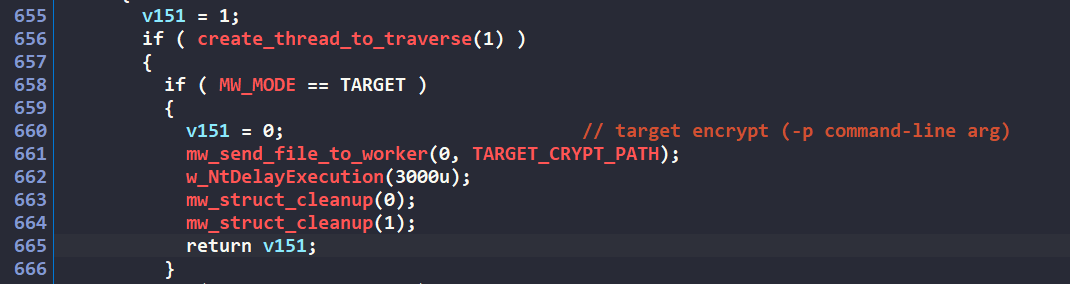 655 v151 = 1;
656 if ( create_thread_to_traverse(1) )
657 {
658 if ( MW_MODE == TARGET )
659 {
660 v151 = 0; // target encrypt (-p command-line arg)
661 mw_send_file_to_worker(0, TARGET_CRYPT_PATH);
662 w_NtDelayExecution(3000u);
663 mw_struct_cleanup(0);
664 mw_struct_cleanup(1);
665 return v151;
666 }